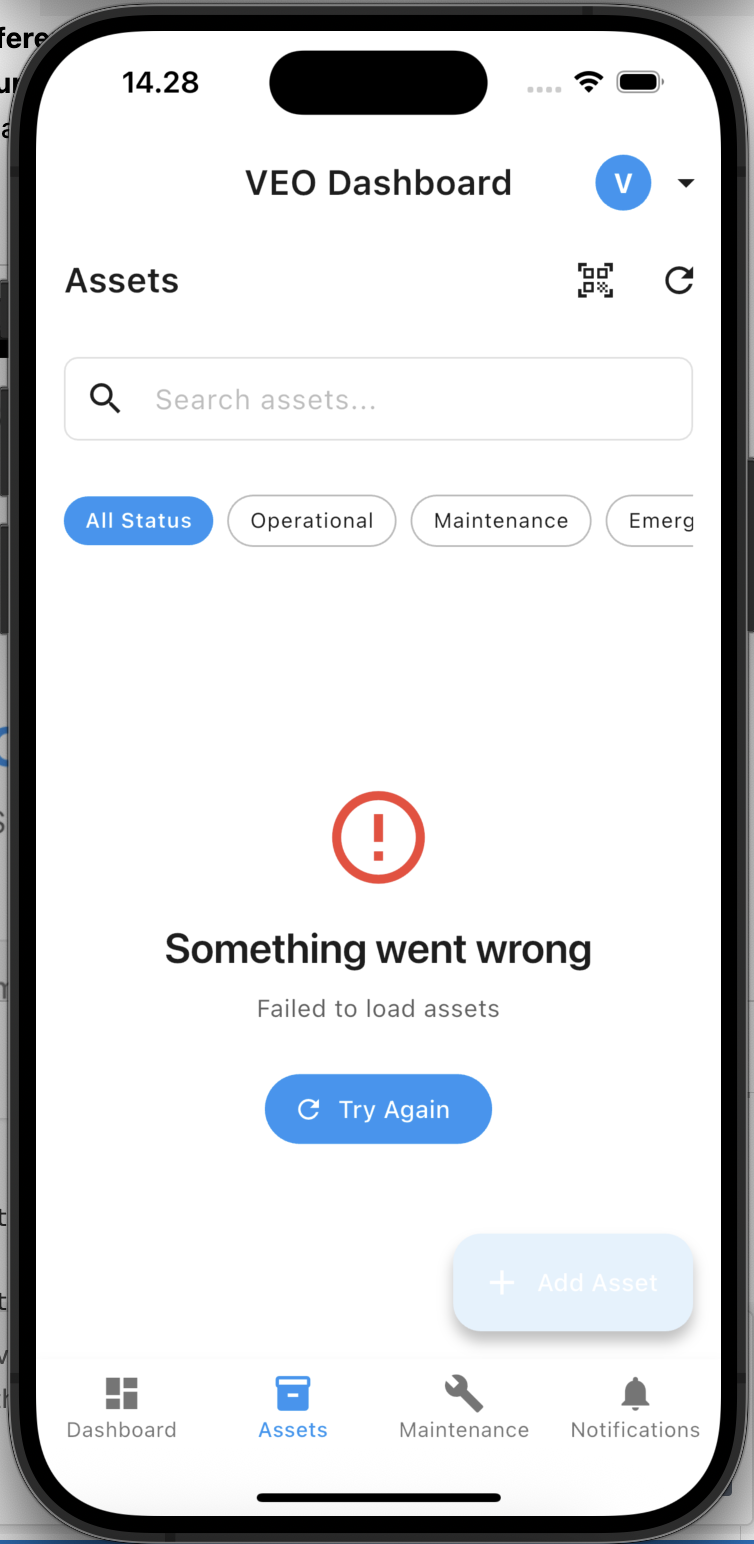 14.28
VEO Dashboard
V
Assets
Search assets...
All Status
Operational
Maintenance
Emerg
Something went wrong
Failed to load assets
Try Again
Add Asset
Dashboard
Assets
Maintenance
Notifications